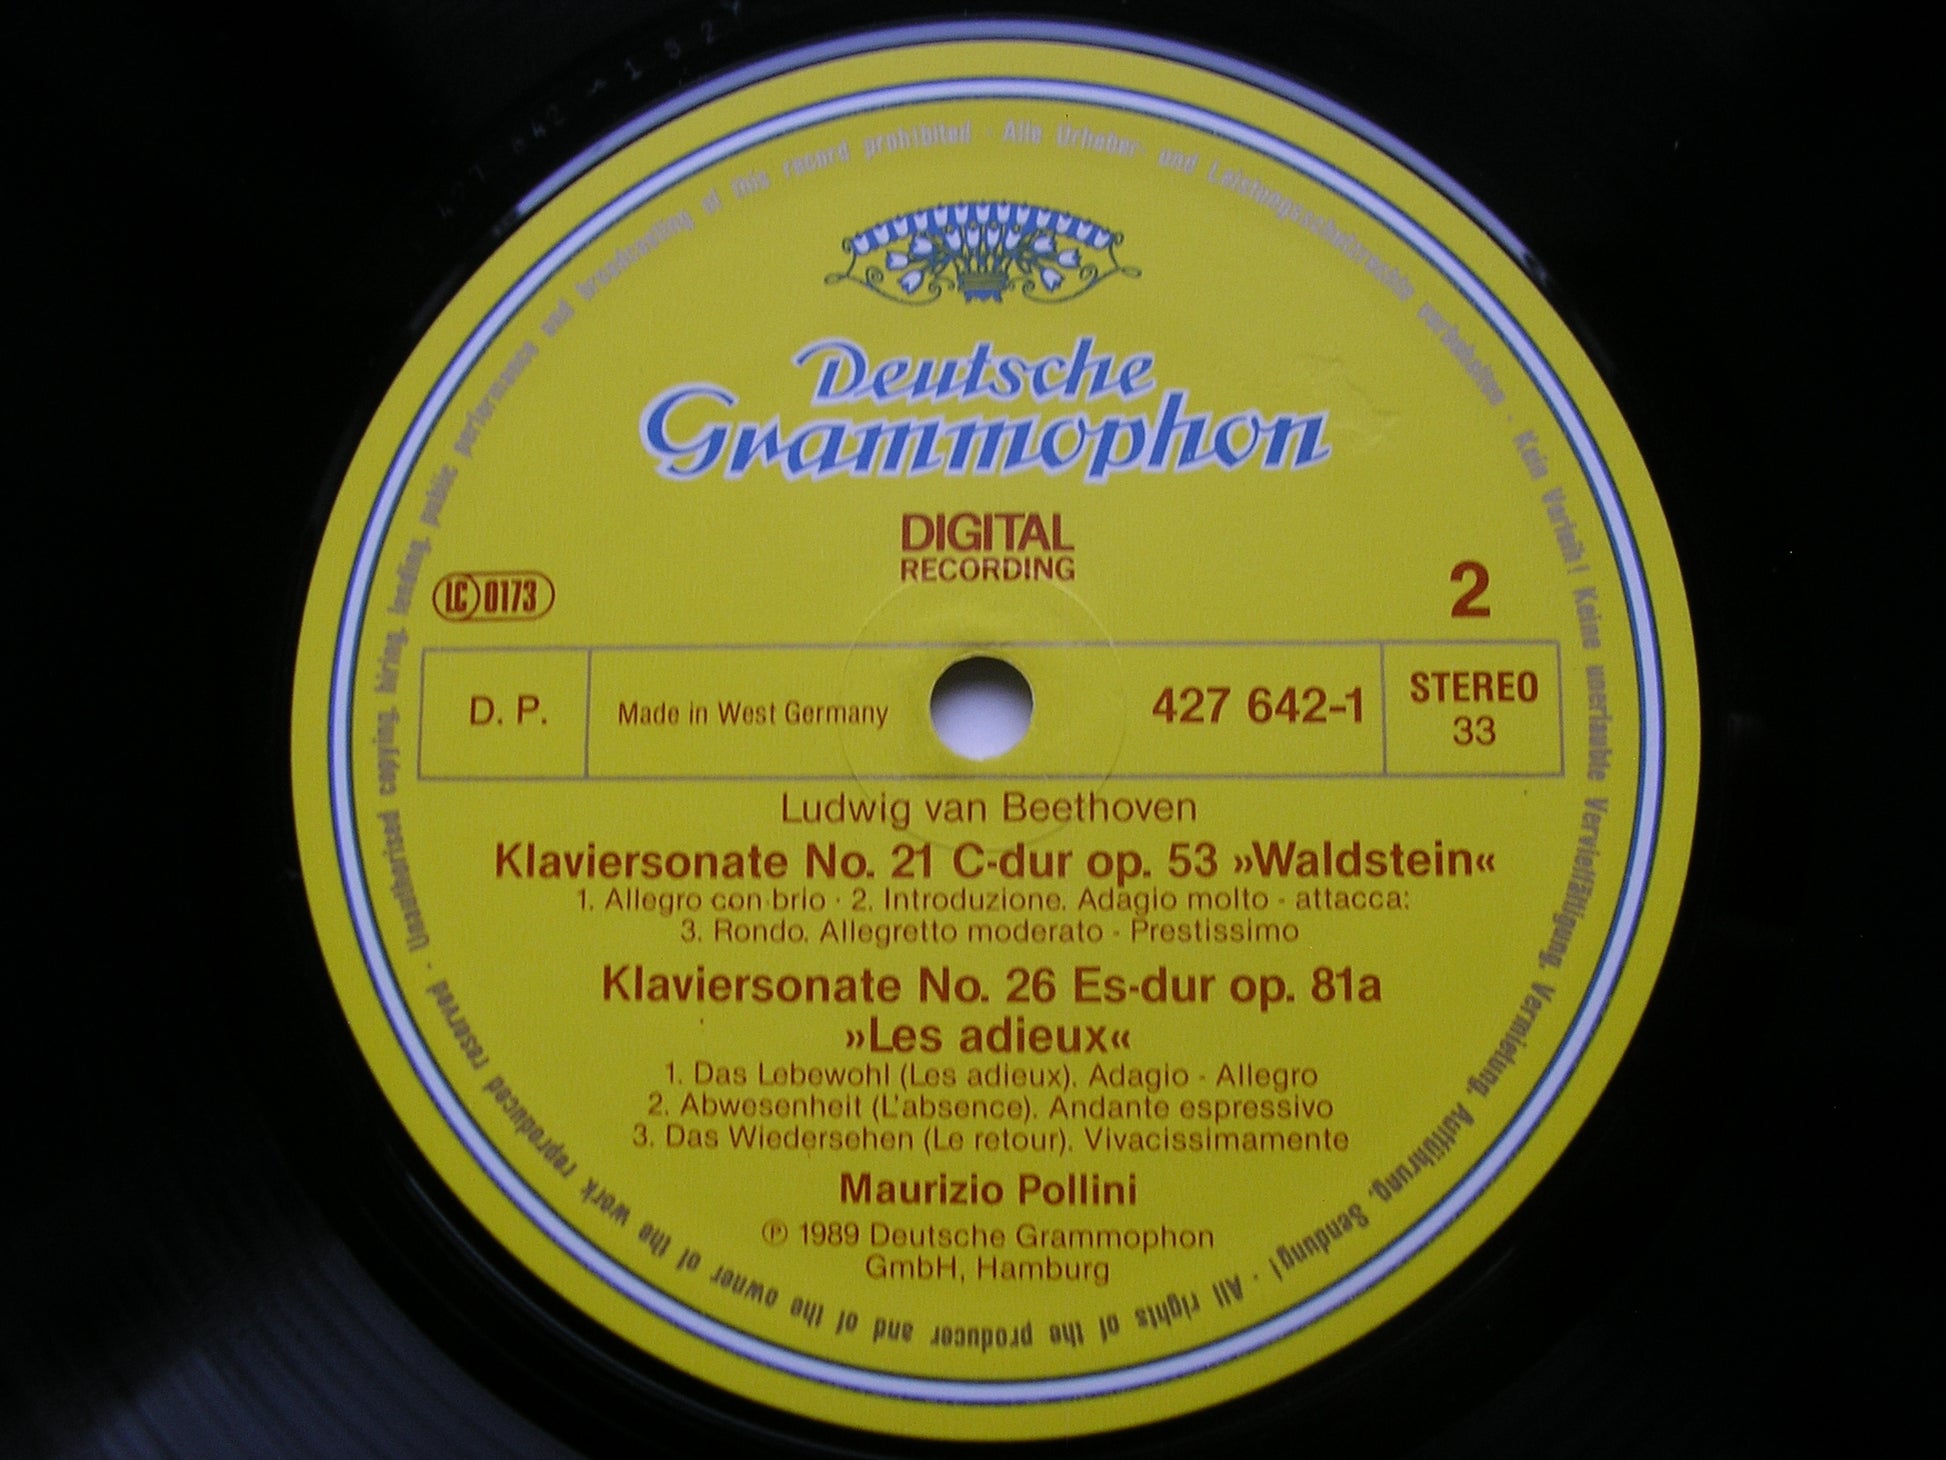 Deutsche
Grammophon
DIGITAL
RECORDING
LC 0173
2
D. P.
Made in West Germany
427 642-1
STEREO
33
Ludwig van Beethoven
Klaviersonate No. 21 C-dur op. 53 »Waldstein«
1. Allegro con brio · 2. Introduzione. Adagio molto - attacca:
3. Rondo. Allegretto moderato - Prestissimo
Klaviersonate No. 26 Es-dur op. 81a
»Les adieux«
1. Das Lebewohl (Les adieux). Adagio - Allegro
2. Abwesenheit (L'absence). Andante espressivo
3. Das Wiedersehen (Le retour). Vivacissimamente
Maurizio Pollini
℗ 1989 Deutsche Grammophon
GmbH, Hamburg
Alle Urheber- und Leistungsschutzrechte vorbehalten · Kein Verleih! Keine unerlaubte Vervielfältigung, Vermietung, Aufführung, Sendung! · All rights of the producer and of the owner of the work reproduced reserved · Unauthorised copying, hiring, lending, public performance and broadcasting of this record prohibited ·